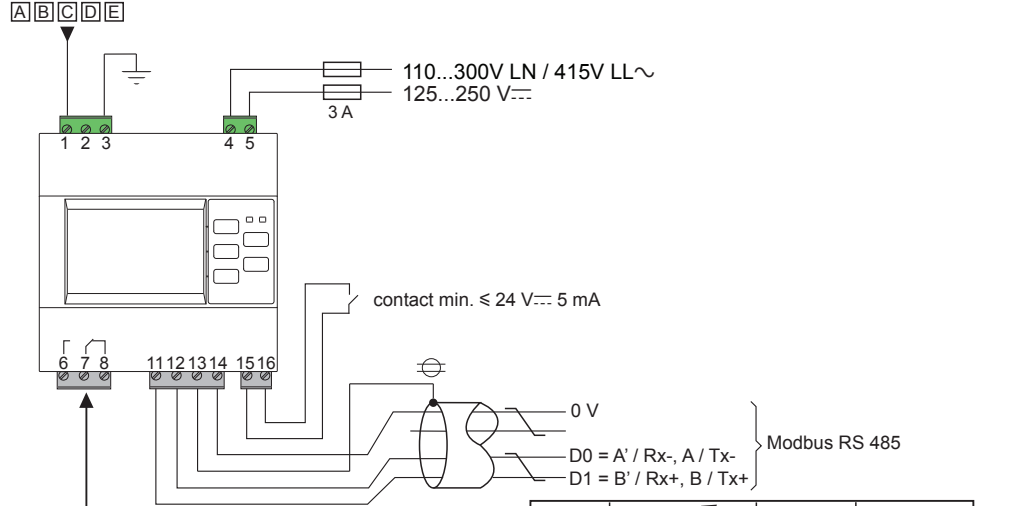 A B C D E
110...300V LN / 415V LL∼
125...250 V⎓
3 A
1 2 3
4 5
contact min. ⩽ 24 V⎓ 5 mA
6 7 8
11 12 13 14
15 16
0 V
Modbus RS 485
D0 = A' / Rx-, A / Tx-
D1 = B' / Rx+, B / Tx+